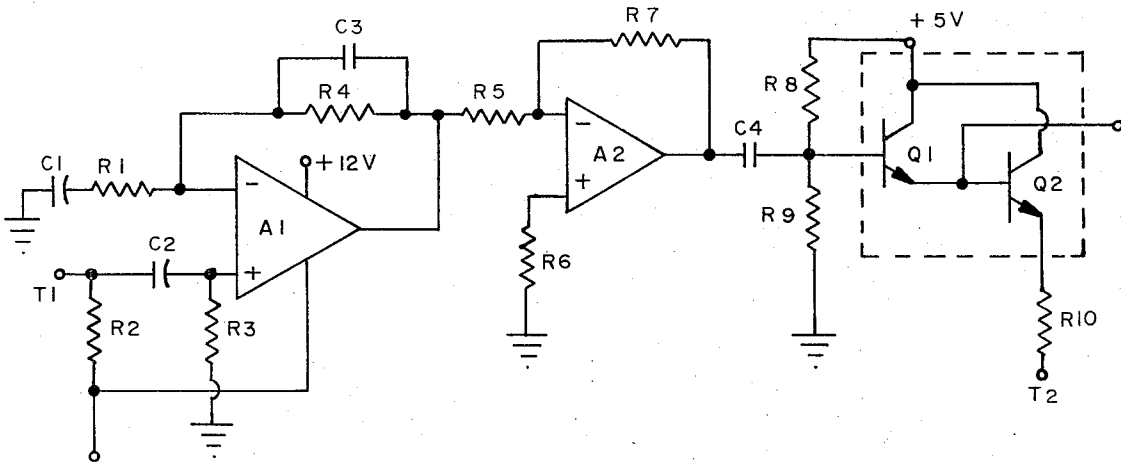 C3
R7
+5V
R4
R5
R8
C1
R1
-
-
C4
+12V
A2
Q1
A1
+
Q2
C2
R9
T1
+
R6
R2
R3
R10
T2